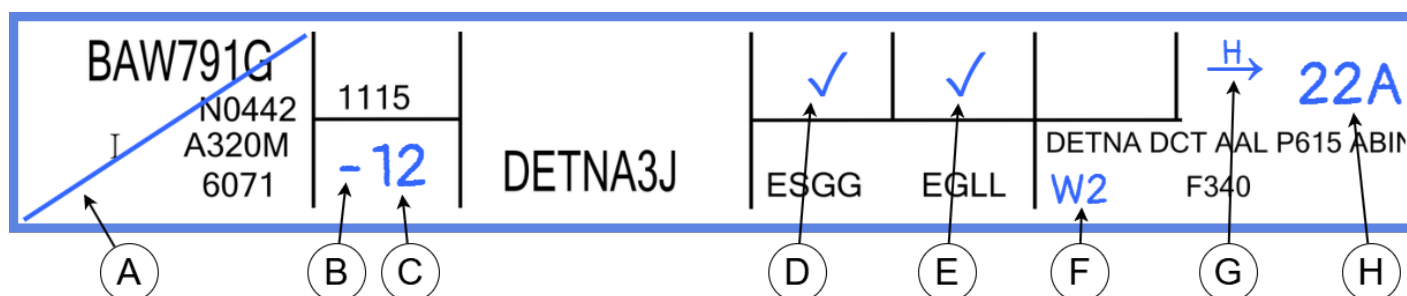 BAW791G
N0442
I A320M
6071
1115
-12
DETNA3J
✓
ESGG
✓
EGLL
H
22A
DETNA DCT AAL P615 ABIN
W2 F340
A B C D E F G H